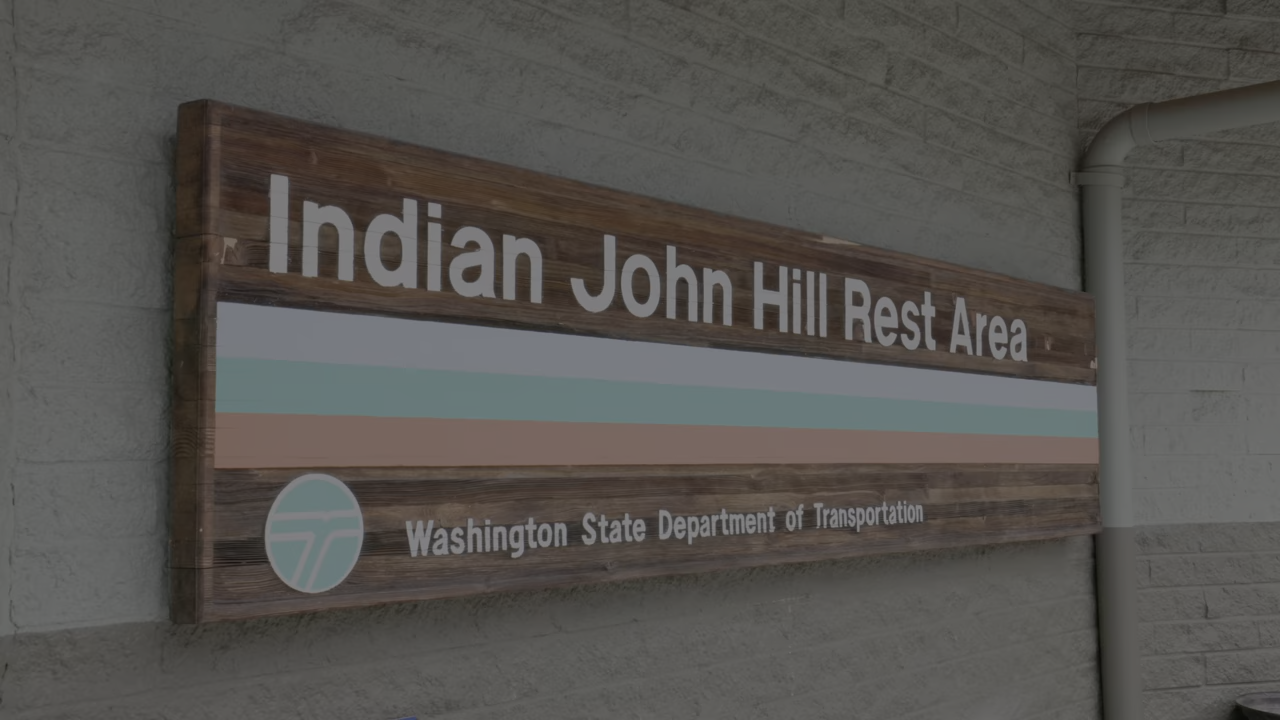 Indian John Hill Rest Area
Washington State Department of Transportation